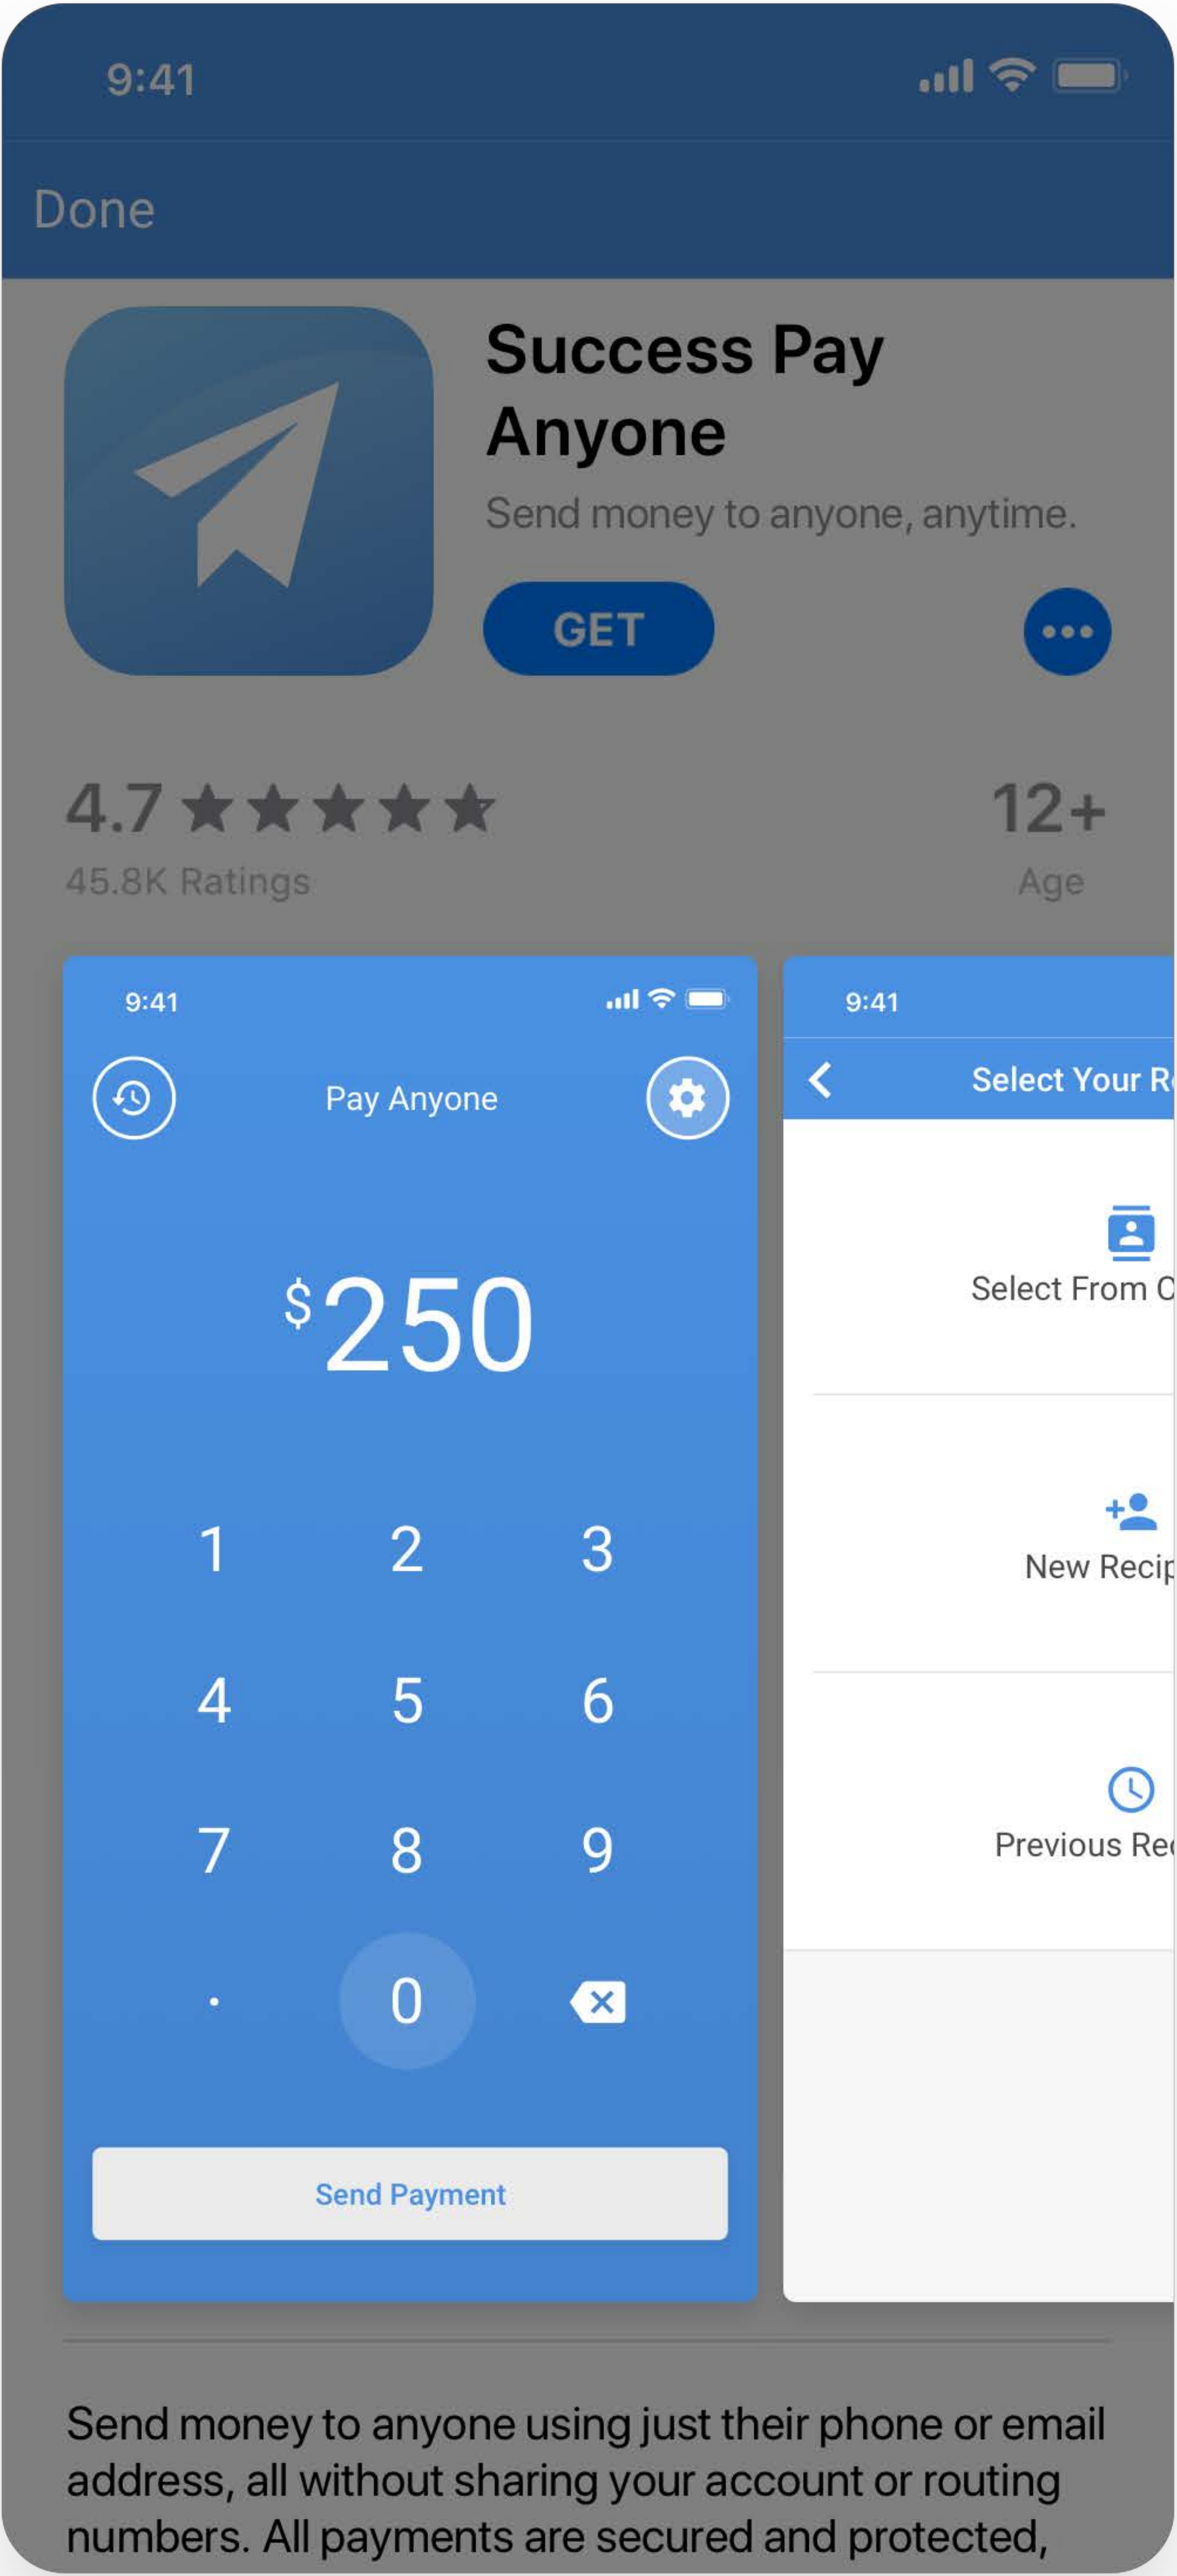 9:41
Done
Success Pay
Anyone
Send money to anyone, anytime.
GET
4.7
12+
45.8K Ratings
Age
9:41
Pay Anyone
$250
1 2 3
4 5 6
7 8 9
. 0
Send Payment
9:41
Select Your
Select From
New
Previous
Send money to anyone using just their phone or email
address, all without sharing your account or routing
numbers. All payments are secured and protected,